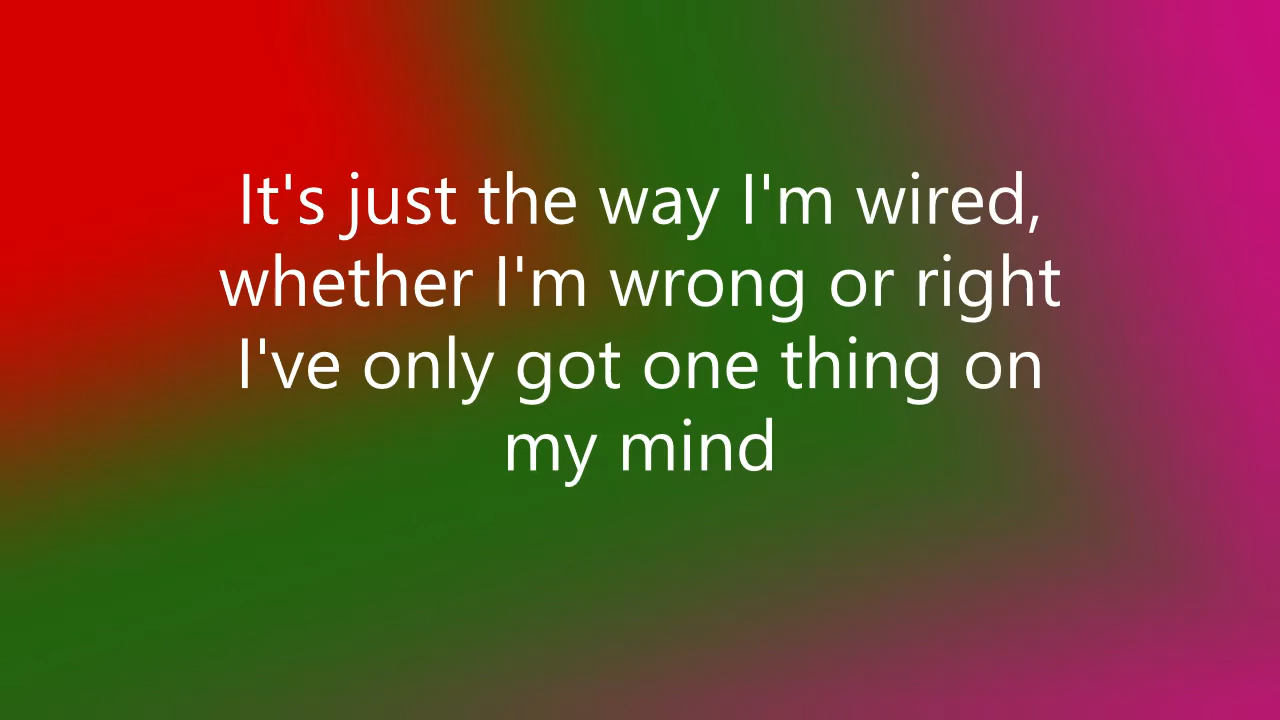 It's just the way I'm wired,
whether I'm wrong or right
I've only got one thing on
my mind